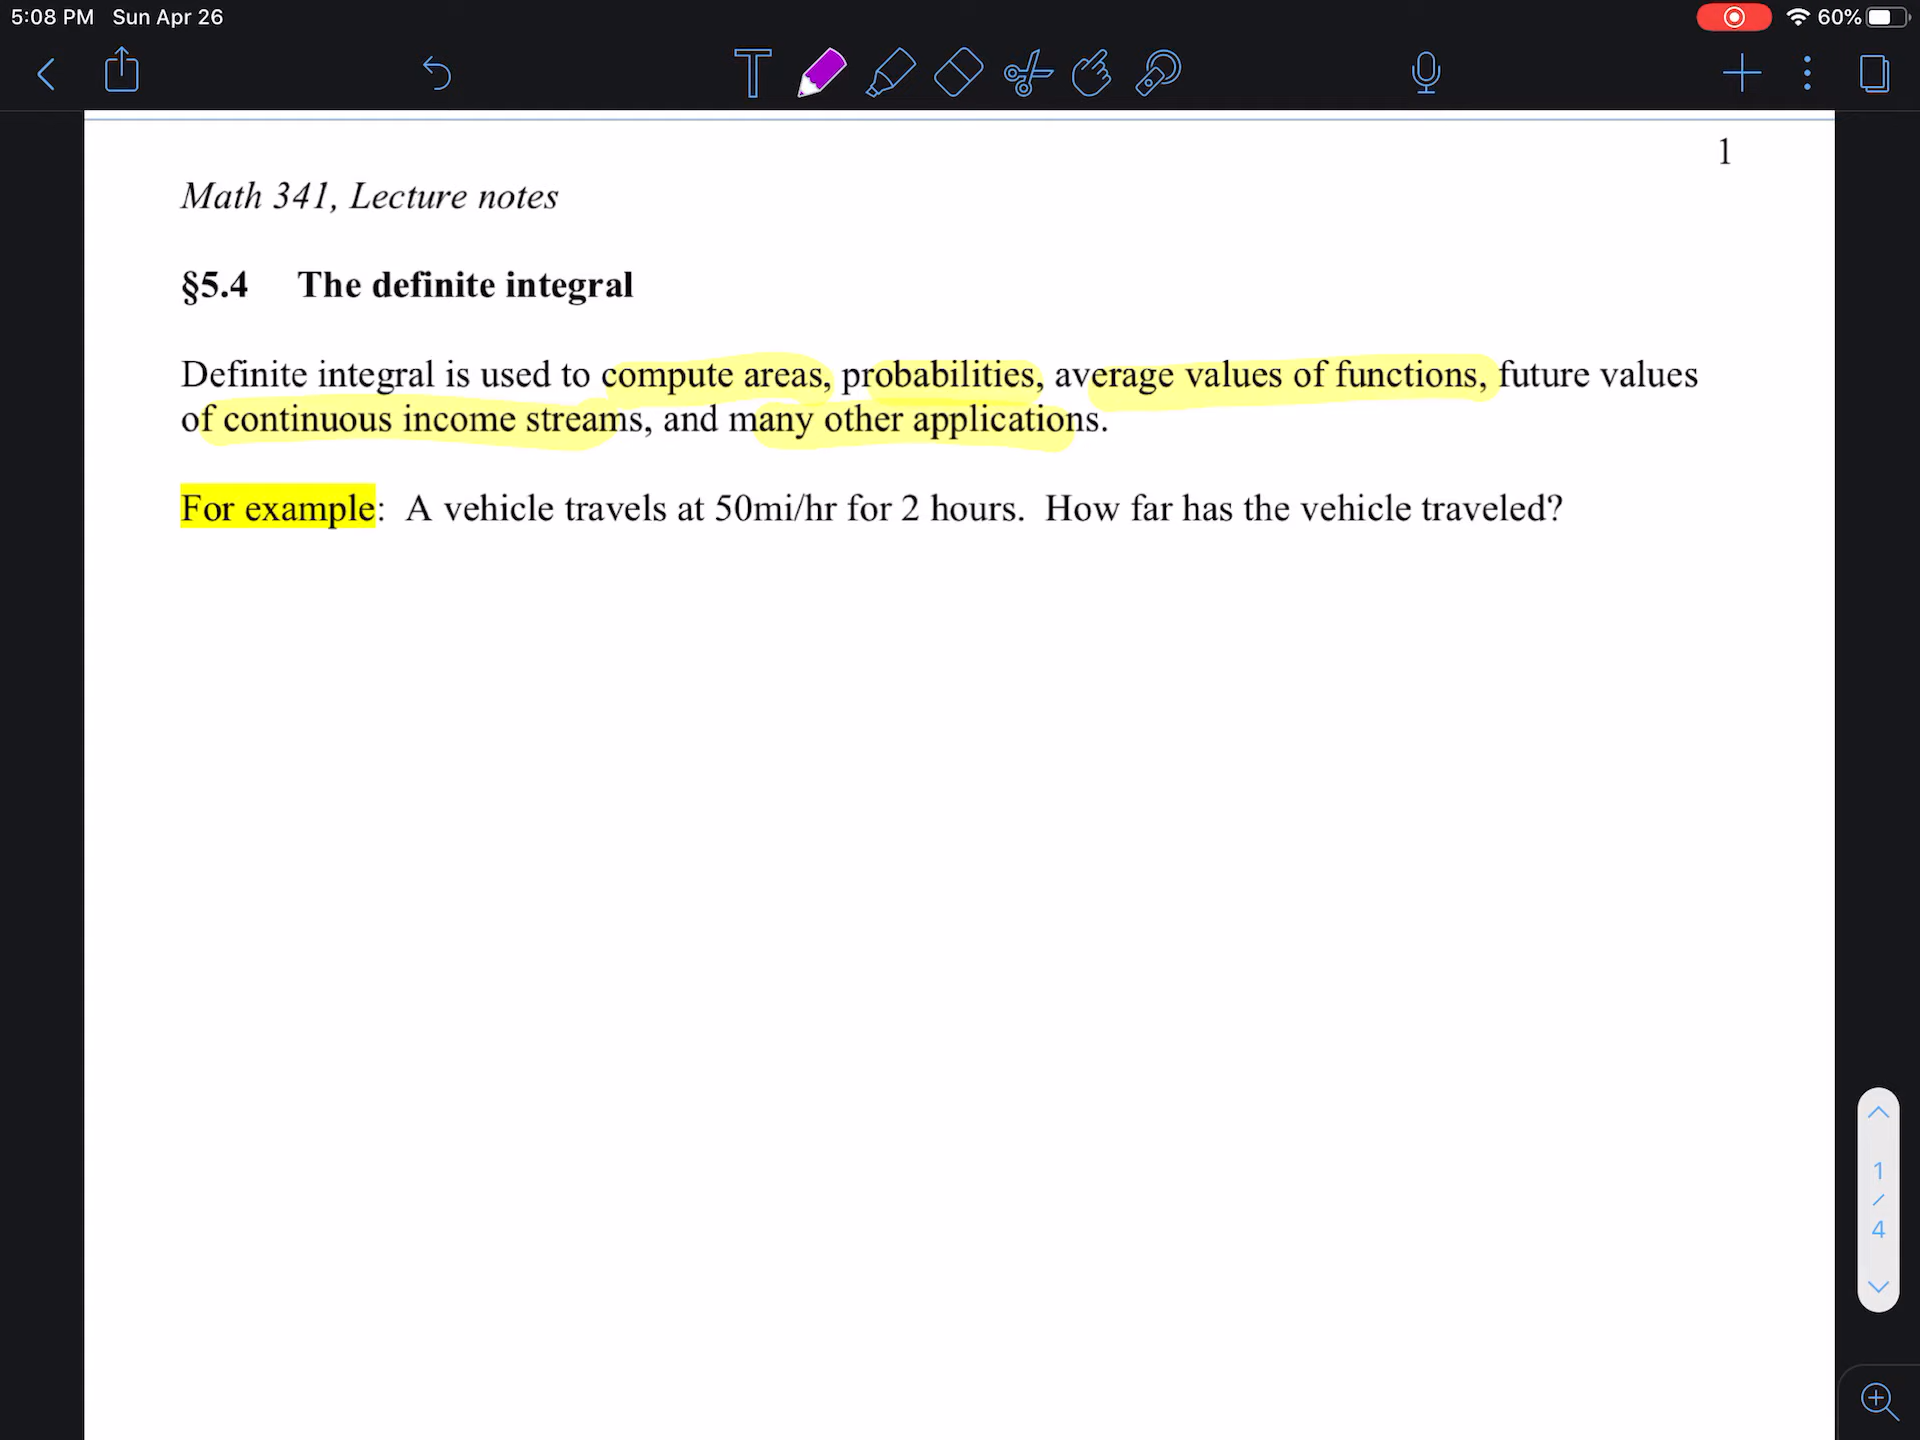 5:08 PM Sun Apr 26
60%
T
1
Math 341, Lecture notes
§5.4 The definite integral
Definite integral is used to compute areas, probabilities, average values of functions, future values
of continuous income streams, and many other applications.
For example: A vehicle travels at 50mi/hr for 2 hours. How far has the vehicle traveled?
1
/
4